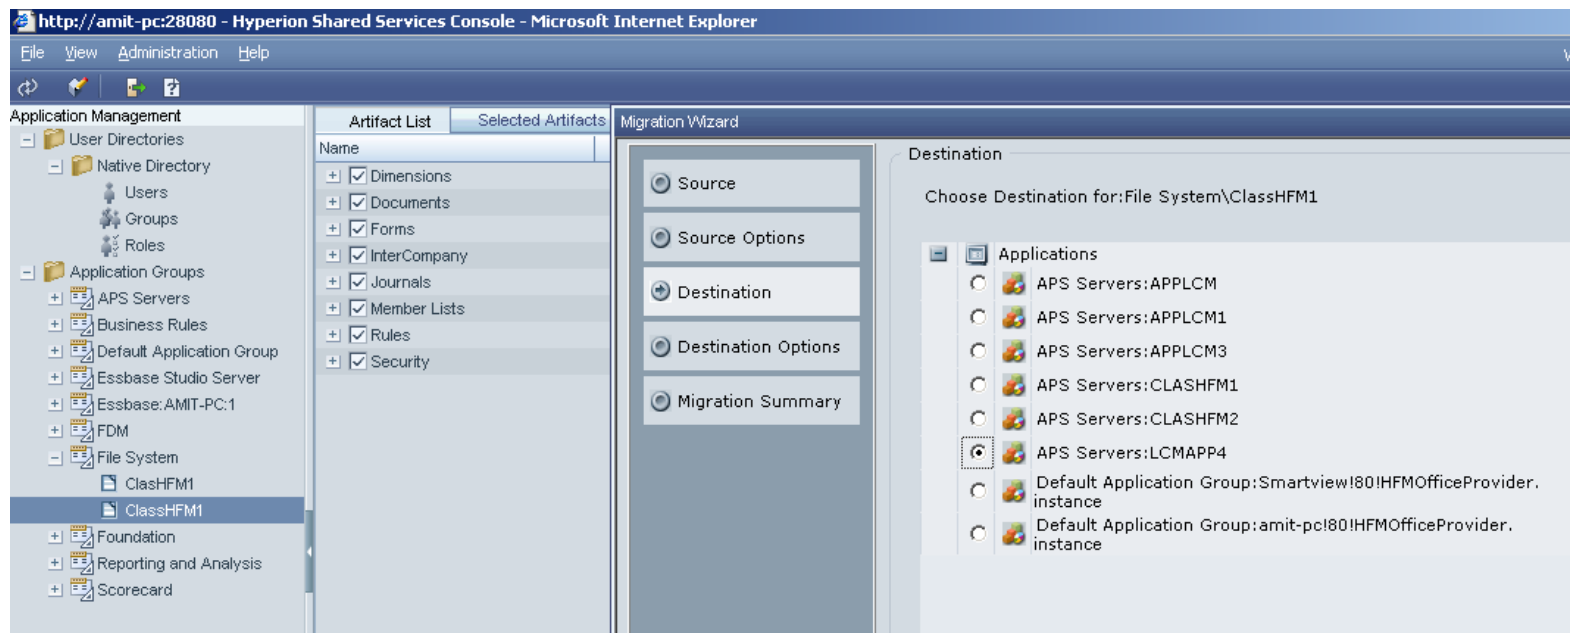 http://amit-pc:28080 - Hyperion Shared Services Console - Microsoft Internet Explorer
File View Administration Help
Application Management
User Directories
Native Directory
Users
Groups
Roles
Application Groups
APS Servers
Business Rules
Default Application Group
Essbase Studio Server
Essbase:AMIT-PC:1
FDM
File System
ClasHFM1
ClassHFM1
Foundation
Reporting and Analysis
Scorecard
Artifact List Selected Artifacts
Name
Dimensions
Documents
Forms
InterCompany
Journals
Member Lists
Rules
Security
Migration Wizard
Source
Source Options
Destination
Destination Options
Migration Summary
Destination
Choose Destination for:File System\ClassHFM1
Applications
APS Servers:APPLCM
APS Servers:APPLCM1
APS Servers:APPLCM3
APS Servers:CLASHFM1
APS Servers:CLASHFM2
APS Servers:LCMAPP4
Default Application Group:Smartview!80!HFMOfficeProvider.
instance
Default Application Group:amit-pc!80!HFMOfficeProvider.
instance